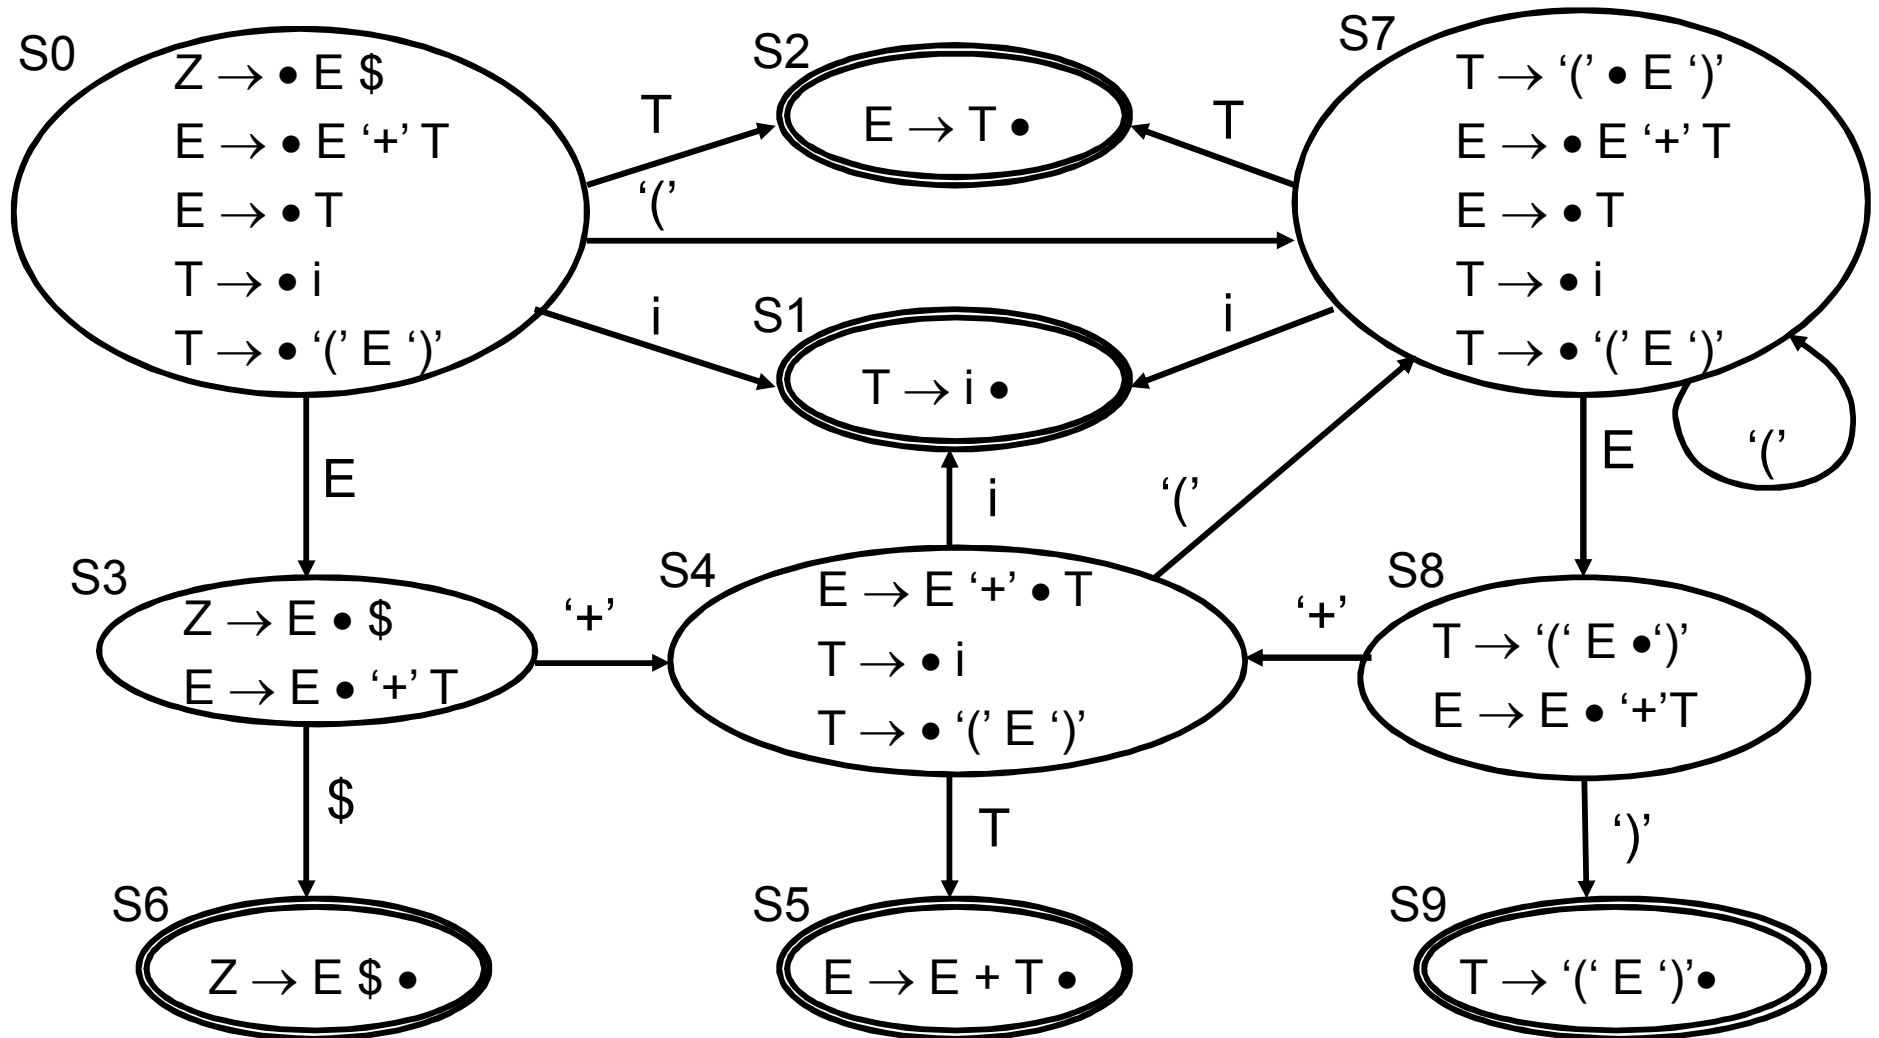 S0
Z → • E $
E → • E ‘+’ T
E → • T
T → • i
T → • ‘(’ E ‘)’
T
‘(’
i
E
S2
E → T •
S1
T → i •
S7
T → ‘(’ • E ‘)’
E → • E ‘+’ T
E → • T
T → • i
T → • ‘(’ E ‘)’
T
i
‘(’
E
S3
Z → E • $
E → E • ‘+’ T
‘+’
$
S4
E → E ‘+’ • T
T → • i
T → • ‘(’ E ‘)’
i
‘(’
T
S8
T → ‘(‘ E •‘)’
E → E • ‘+’T
‘+’
‘)’
S6
Z → E $ •
S5
E → E + T •
S9
T → ‘(‘ E ‘)’•